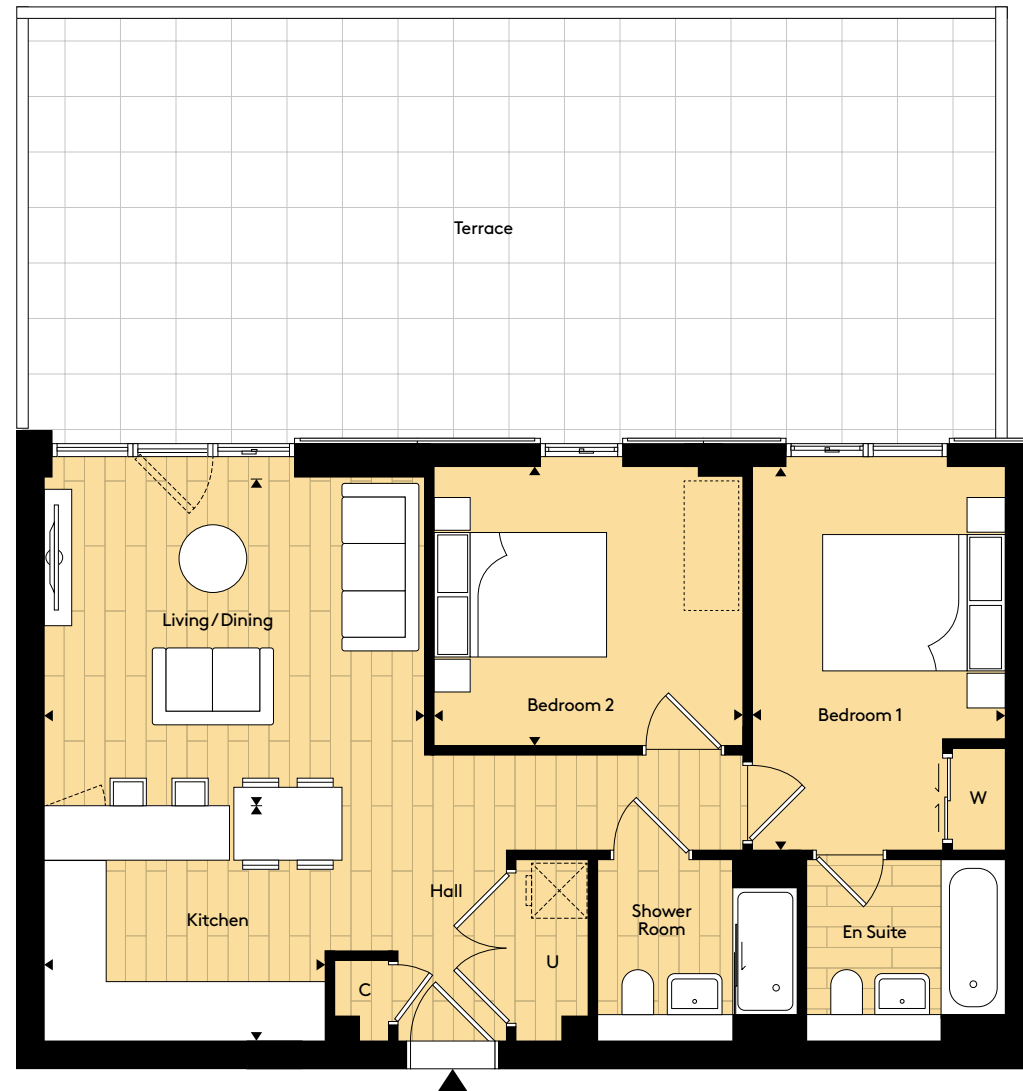 Terrace
Living/Dining
Bedroom 2
Bedroom 1
W
Hall
Kitchen
Shower
Room
En Suite
U
C